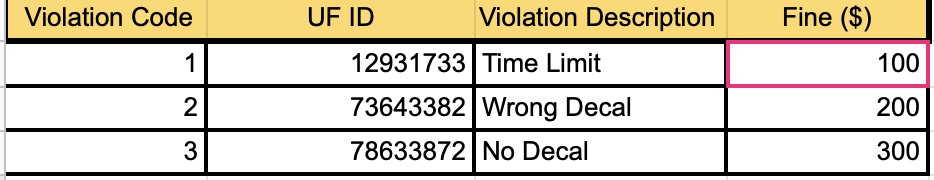 Violation Code UF ID Violation Description Fine ($)
1 12931733 Time Limit 100
2 73643382 Wrong Decal 200
3 78633872 No Decal 300